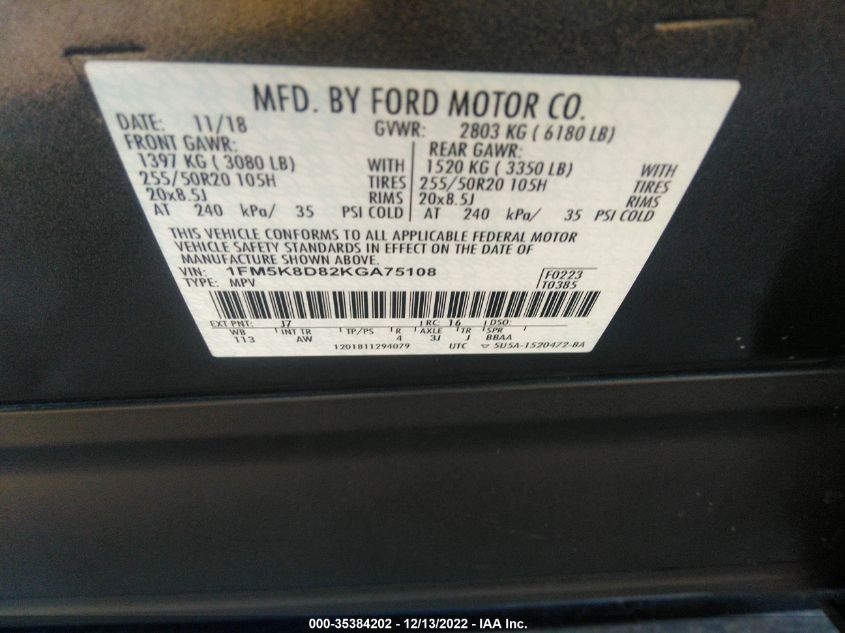 MFD. BY FORD MOTOR CO.
DATE: 11/18 GVWR: 2803 KG ( 6180 LB)
FRONT GAWR: REAR GAWR:
1397 KG ( 3080 LB) WITH 1520 KG ( 3350 LB) WITH
255/50R20 105H TIRES 255/50R20 105H TIRES
20x8.5J RIMS 20x8.5J RIMS
AT 240 kPa/ 35 PSI COLD AT 240 kPa/ 35 PSI COLD
THIS VEHICLE CONFORMS TO ALL APPLICABLE FEDERAL MOTOR
VEHICLE SAFETY STANDARDS IN EFFECT ON THE DATE OF
MANUFACTURE SHOWN ABOVE.
VIN: 1FM5K8D82KGA75108 F0223
TYPE: MPV T0385
EXT PNT: J7 RC: 16 DSO:
WB INT TR TP/PS R AXLE TR SPR
113 AW 4 3J J BBAA
1201811294079 UTC 5U5A-1520472-BA
000-35384202 - 12/13/2022 - IAA Inc.